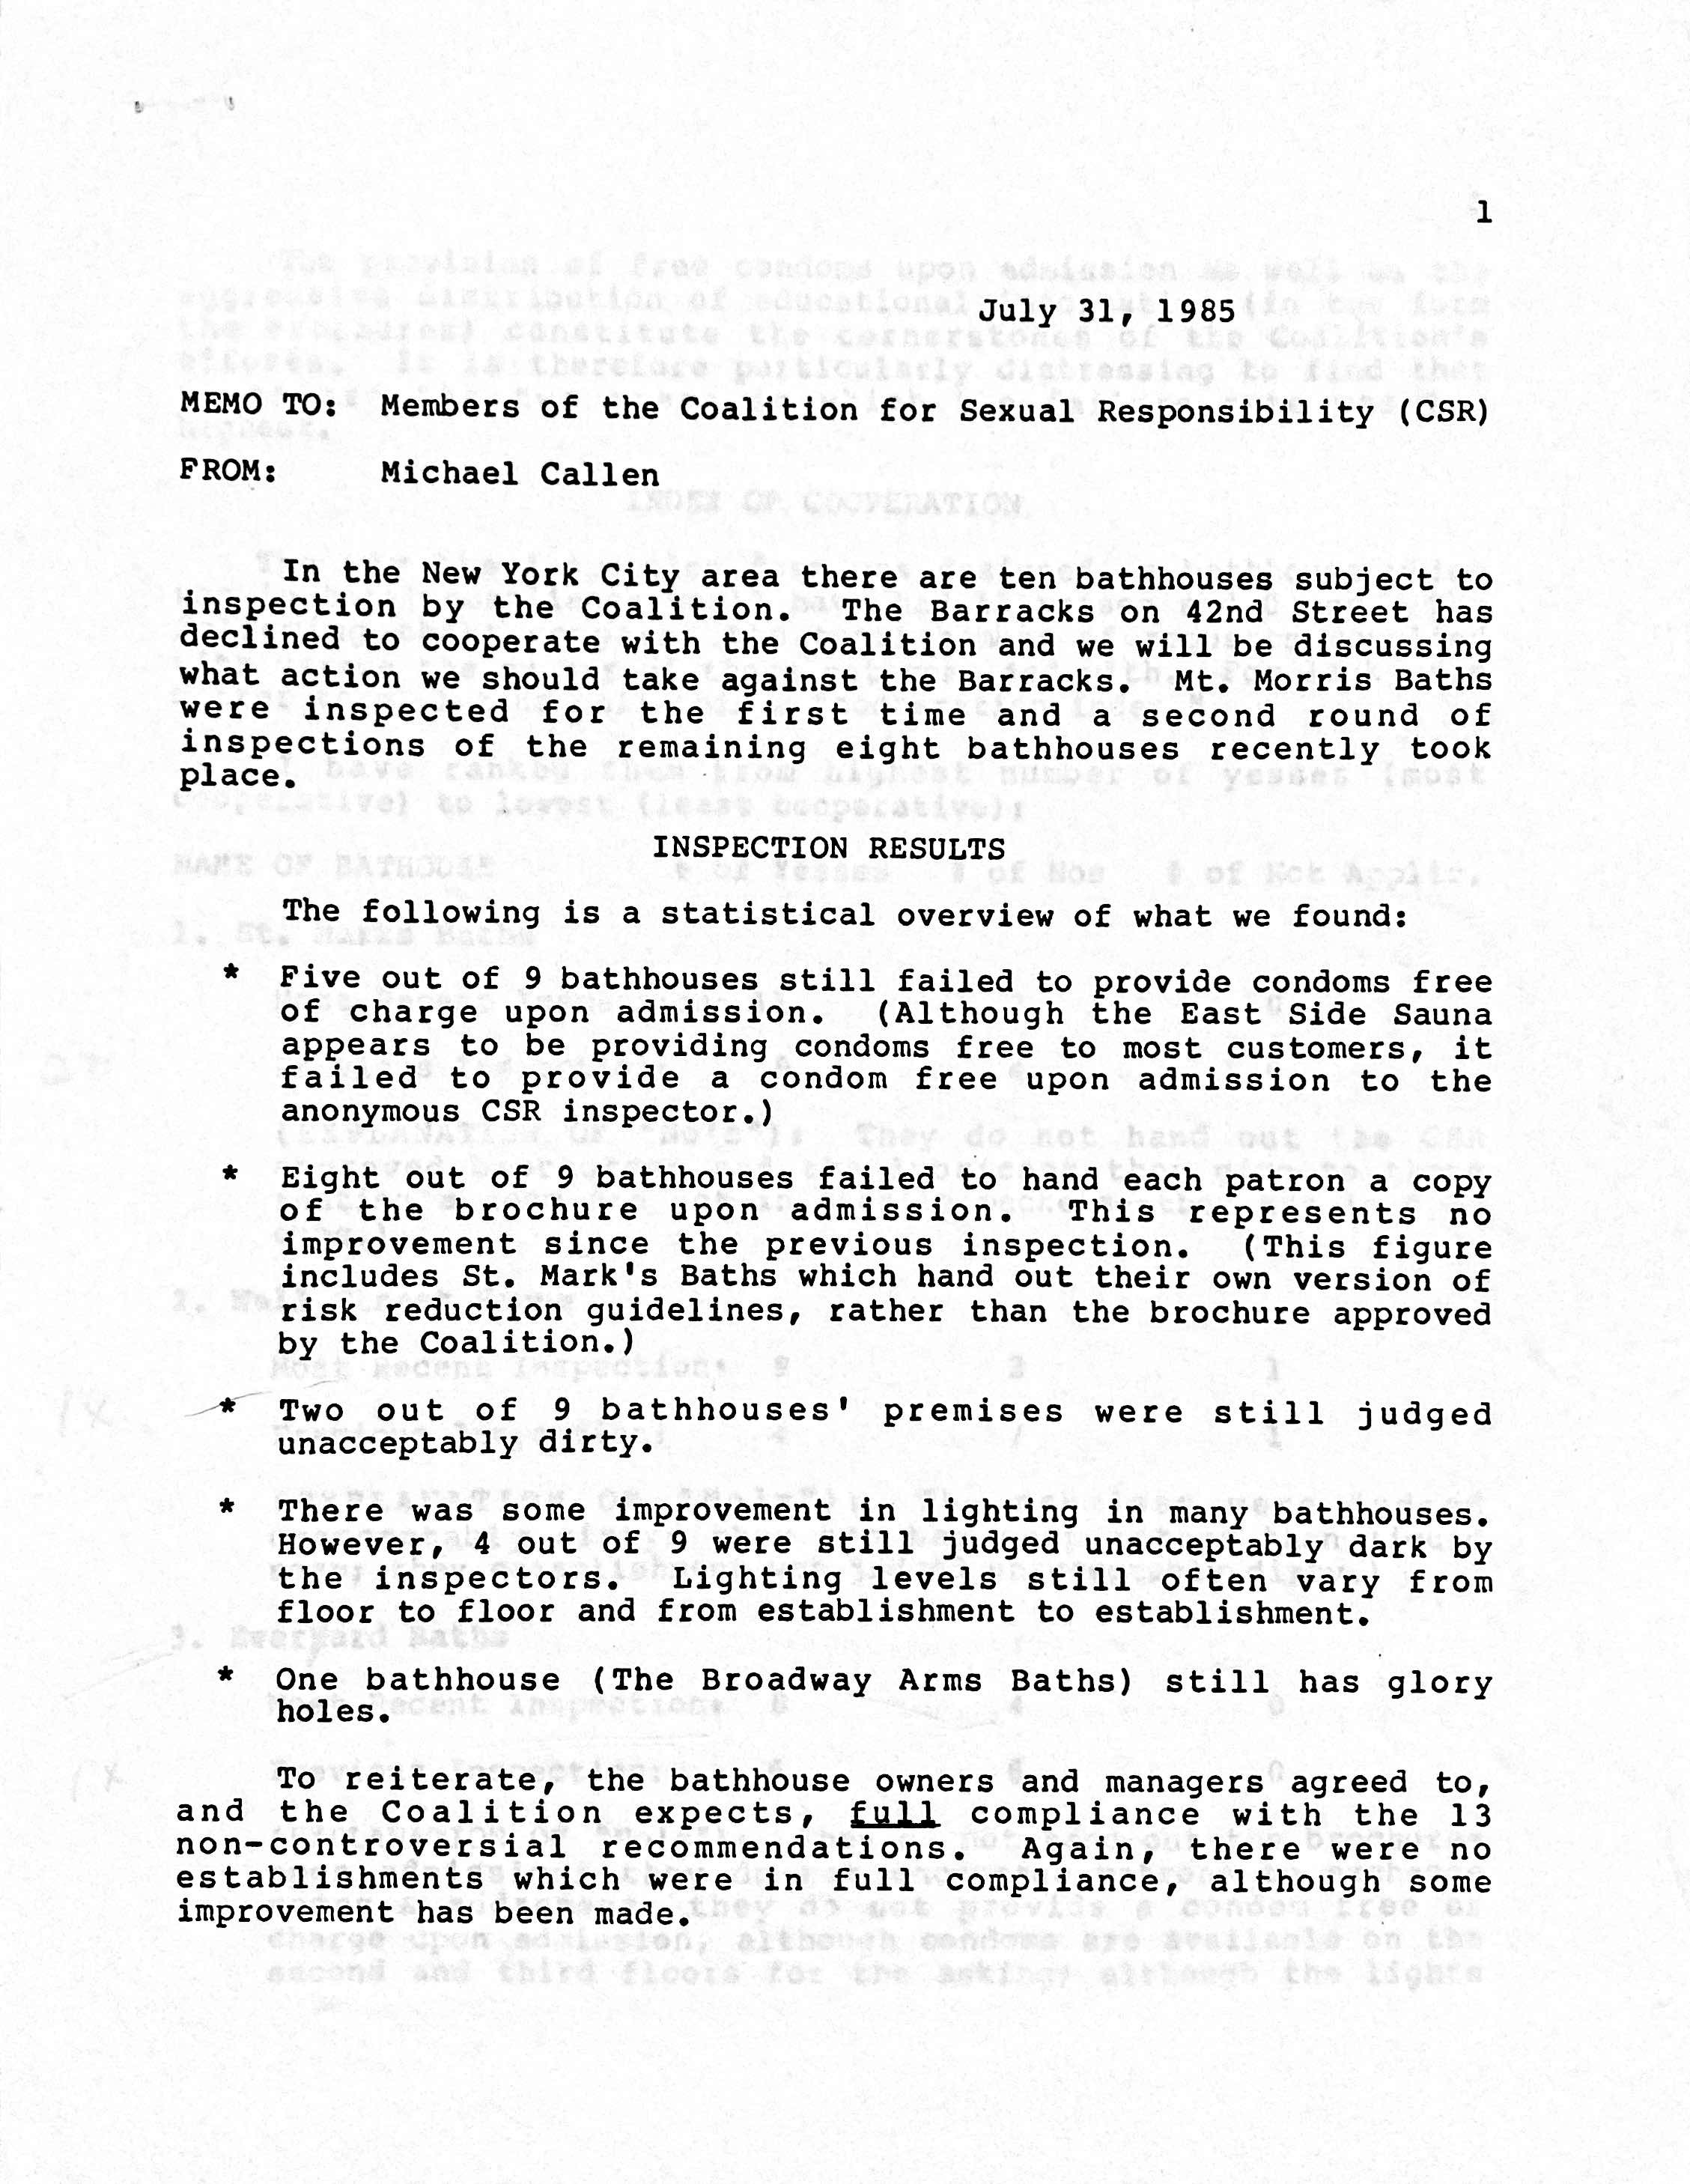 1
July 31, 1985
MEMO TO: Members of the Coalition for Sexual Responsibility (CSR)
FROM: Michael Callen
In the New York City area there are ten bathhouses subject to
inspection by the Coalition. The Barracks on 42nd Street has
declined to cooperate with the Coalition and we will be discussing
what action we should take against the Barracks. Mt. Morris Baths
were inspected for the first time and a second round of
inspections of the remaining eight bathhouses recently took
place.
INSPECTION RESULTS
The following is a statistical overview of what we found:
* Five out of 9 bathhouses still failed to provide condoms free
of charge upon admission. (Although the East Side Sauna
appears to be providing condoms free to most customers, it
failed to provide a condom free upon admission to the
anonymous CSR inspector.)
* Eight out of 9 bathhouses failed to hand each patron a copy
of the brochure upon admission. This represents no
improvement since the previous inspection. (This figure
includes St. Mark's Baths which hand out their own version of
risk reduction guidelines, rather than the brochure approved
by the Coalition.)
* Two out of 9 bathhouses' premises were still judged
unacceptably dirty.
* There was some improvement in lighting in many bathhouses.
However, 4 out of 9 were still judged unacceptably dark by
the inspectors. Lighting levels still often vary from
floor to floor and from establishment to establishment.
* One bathhouse (The Broadway Arms Baths) still has glory
holes.
To reiterate, the bathhouse owners and managers agreed to,
and the Coalition expects, full compliance with the 13
non-controversial recommendations. Again, there were no
establishments which were in full compliance, although some
improvement has been made.